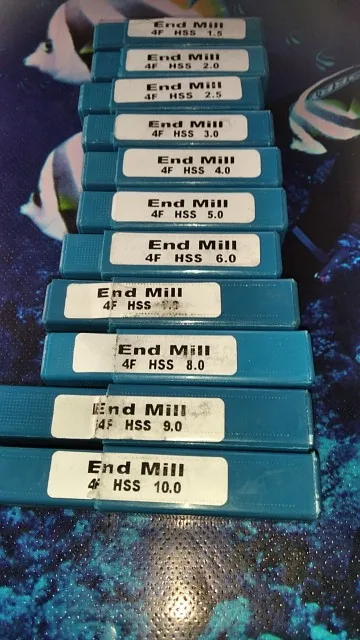 End Mill
4F HSS 1.5
End Mill
4F HSS 2.0
End Mill
4F HSS 2.5
End Mill
4F HSS 3.0
End Mill
4F HSS 4.0
End Mill
4F HSS 5.0
End Mill
4F HSS 6.0
End Mill
4F HSS
End Mill
4F HSS 8.0
End Mill
4F HSS 9.0
End Mill
4F HSS 10.0